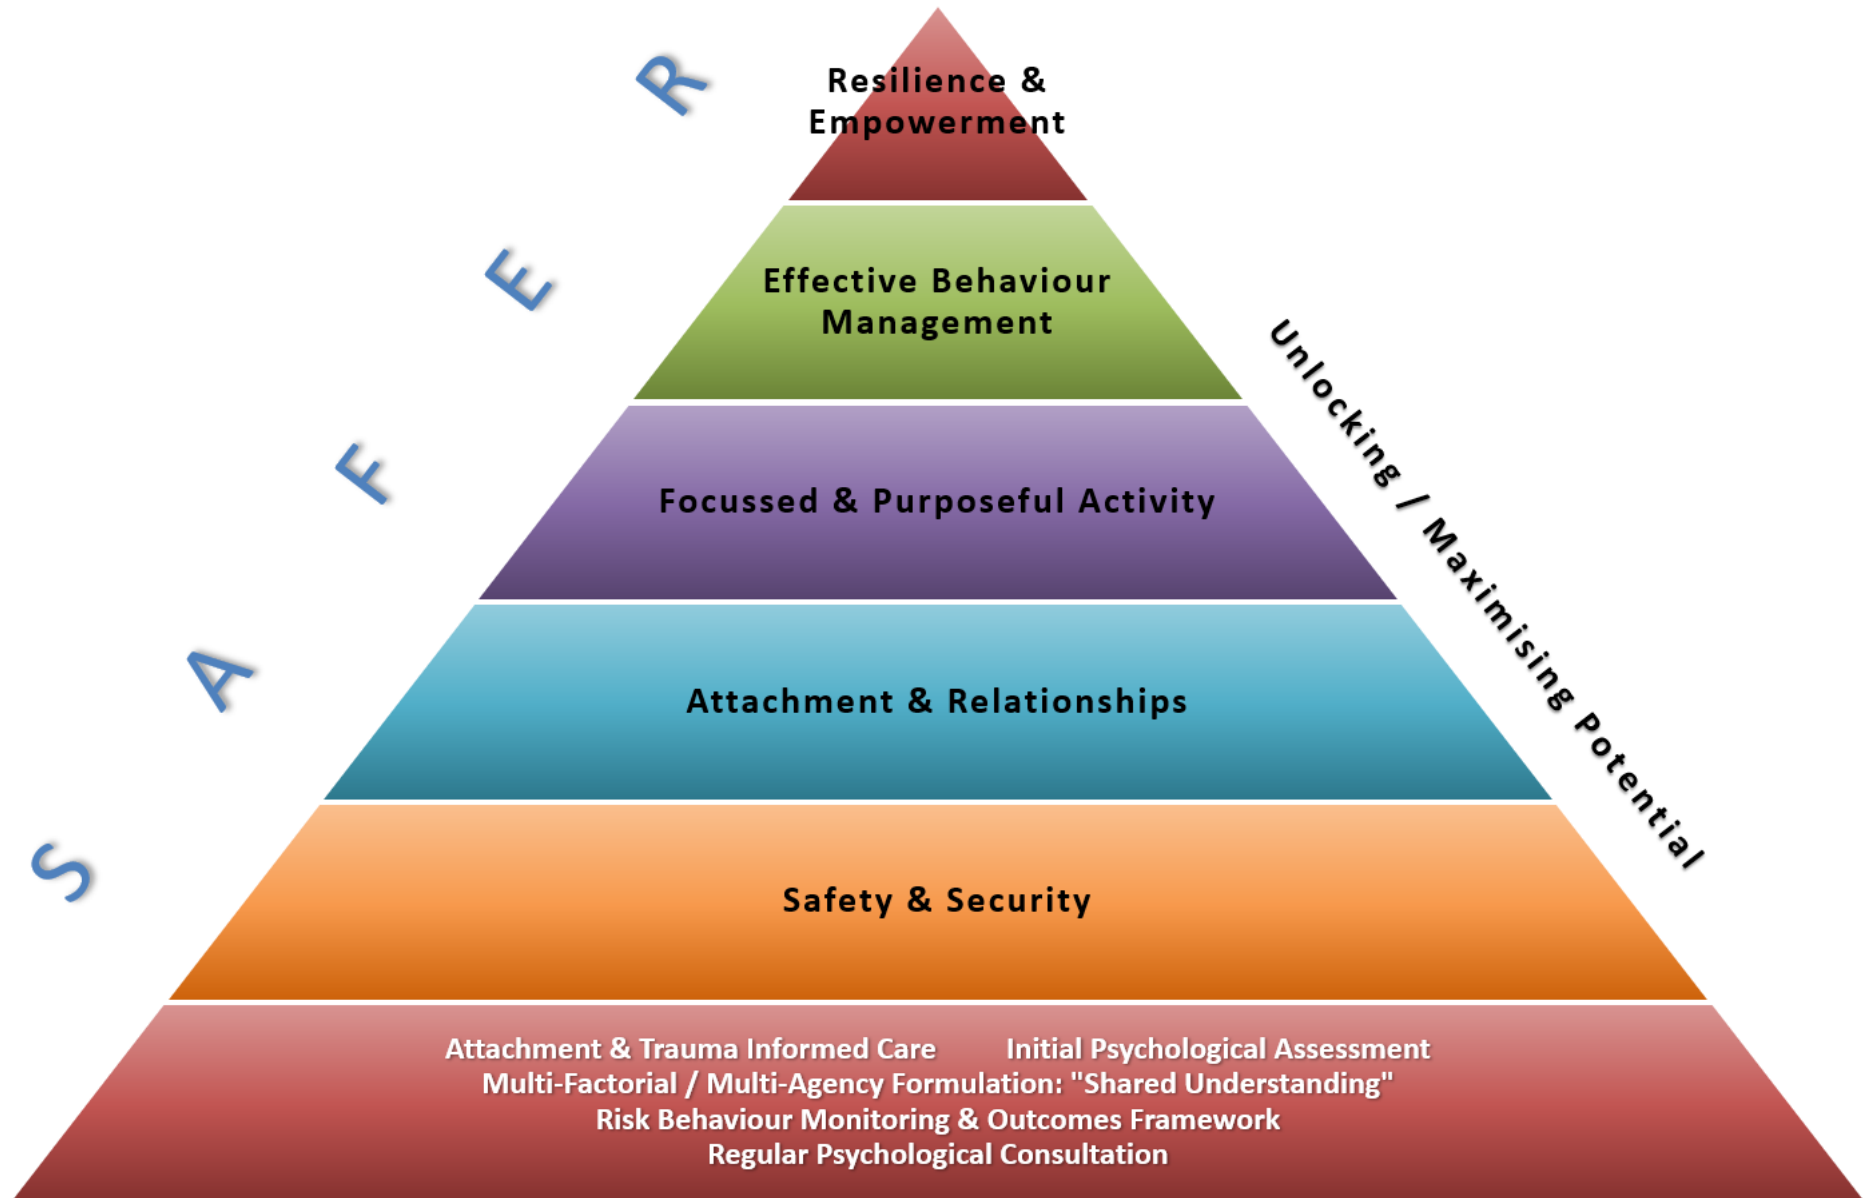 R
Resilience &
Empowerment
E
Effective Behaviour
Management
Unlocking / Maximising Potential
F
Focussed & Purposeful Activity
A
Attachment & Relationships
S
Safety & Security
Attachment & Trauma Informed Care Initial Psychological Assessment
Multi-Factorial / Multi-Agency Formulation: "Shared Understanding"
Risk Behaviour Monitoring & Outcomes Framework
Regular Psychological Consultation